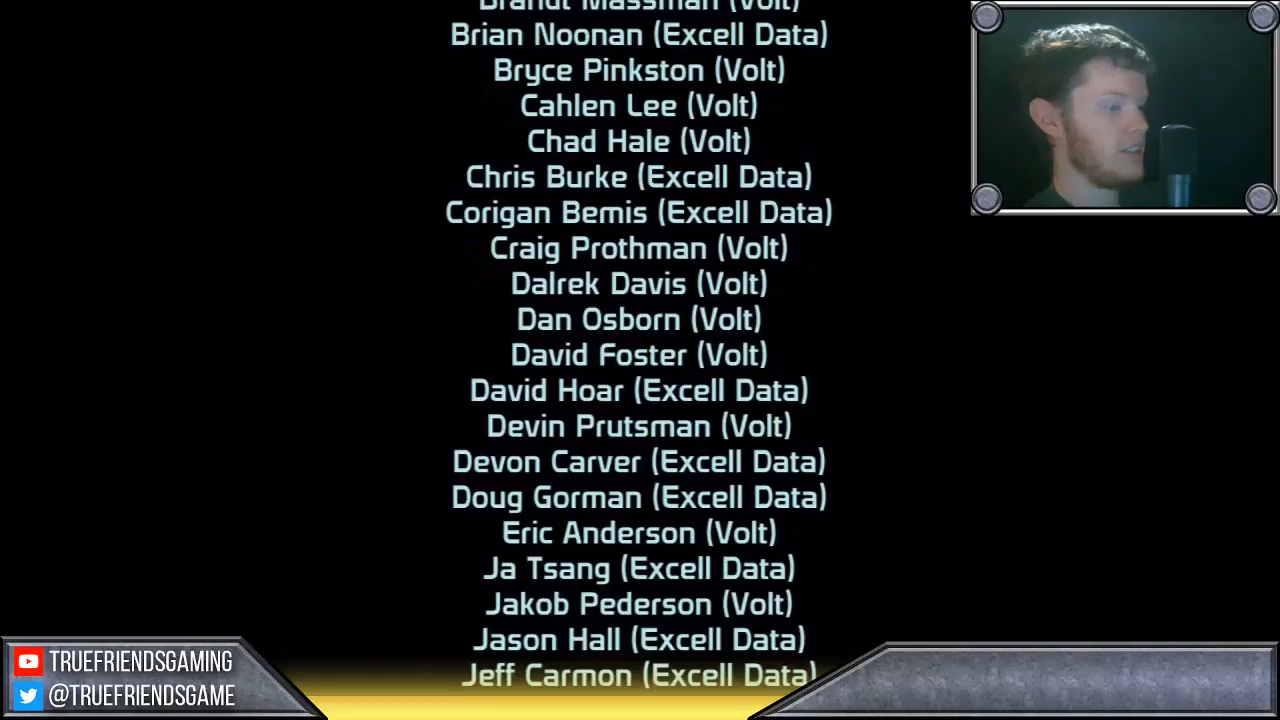 Brandt Massman (Volt)
Brian Noonan (Excell Data)
Bryce Pinkston (Volt)
Cahlen Lee (Volt)
Chad Hale (Volt)
Chris Burke (Excell Data)
Corigan Bemis (Excell Data)
Craig Prothman (Volt)
Dalrek Davis (Volt)
Dan Osborn (Volt)
David Foster (Volt)
David Hoar (Excell Data)
Devin Prutsman (Volt)
Devon Carver (Excell Data)
Doug Gorman (Excell Data)
Eric Anderson (Volt)
Ja Tsang (Excell Data)
Jakob Pederson (Volt)
Jason Hall (Excell Data)
Jeff Carmon (Excell Data)
TRUEFRIENDSGAMING
@TRUEFRIENDSGAME